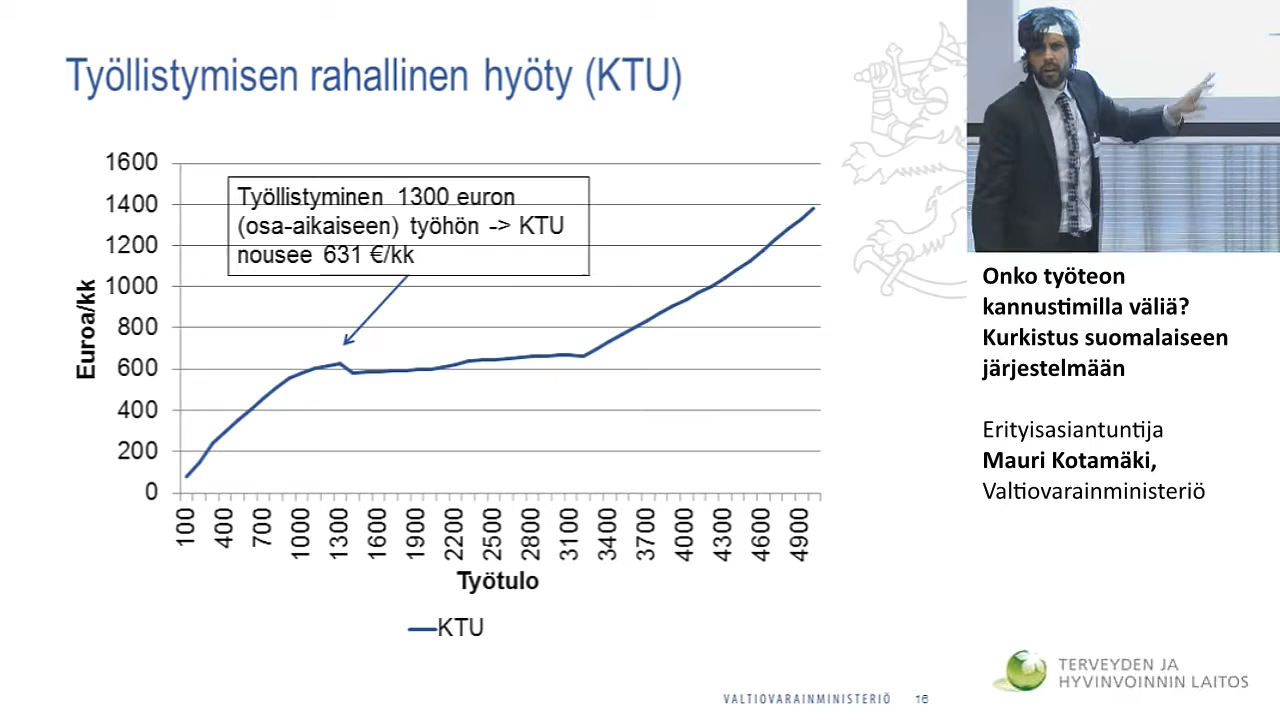 Työllistymisen rahallinen hyöty (KTU)
1600
1400
1200
1000
800
600
400
200
0
Euroa/kk
Työllistyminen 1300 euron
(osa-aikaiseen) työhön -> KTU
nousee 631 €/kk
100
400
700
1000
1300
1600
1900
2200
2500
2800
3100
3400
3700
4000
4300
4600
4900
Työtulo
KTU
VALTIOVARAINMINISTERIÖ 16
Onko työteon
kannustimilla väliä?
Kurkistus suomalaiseen
järjestelmään
Erityisasiantuntija
Mauri Kotamäki,
Valtiovarainministeriö
TERVEYDEN JA
HYVINVOINNIN LAITOS